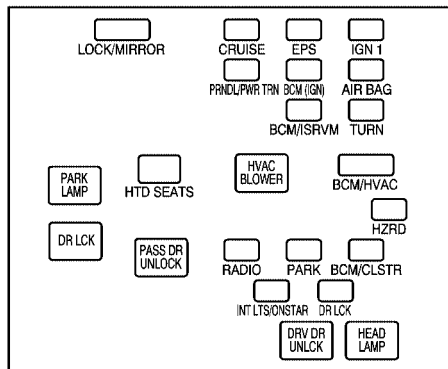 LOCK/MIRROR
CRUISE
EPS
IGN 1
PRNDL/PWR TRN
BCM (IGN)
AIR BAG
BCM/ISRVM
TURN
PARK
LAMP
HTD SEATS
HVAC
BLOWER
BCM/HVAC
HZRD
DR LCK
PASS DR
UNLOCK
RADIO
PARK
BCM/CLSTR
INT LTS/ONSTAR
DR LCK
DRV DR
UNLCK
HEAD
LAMP